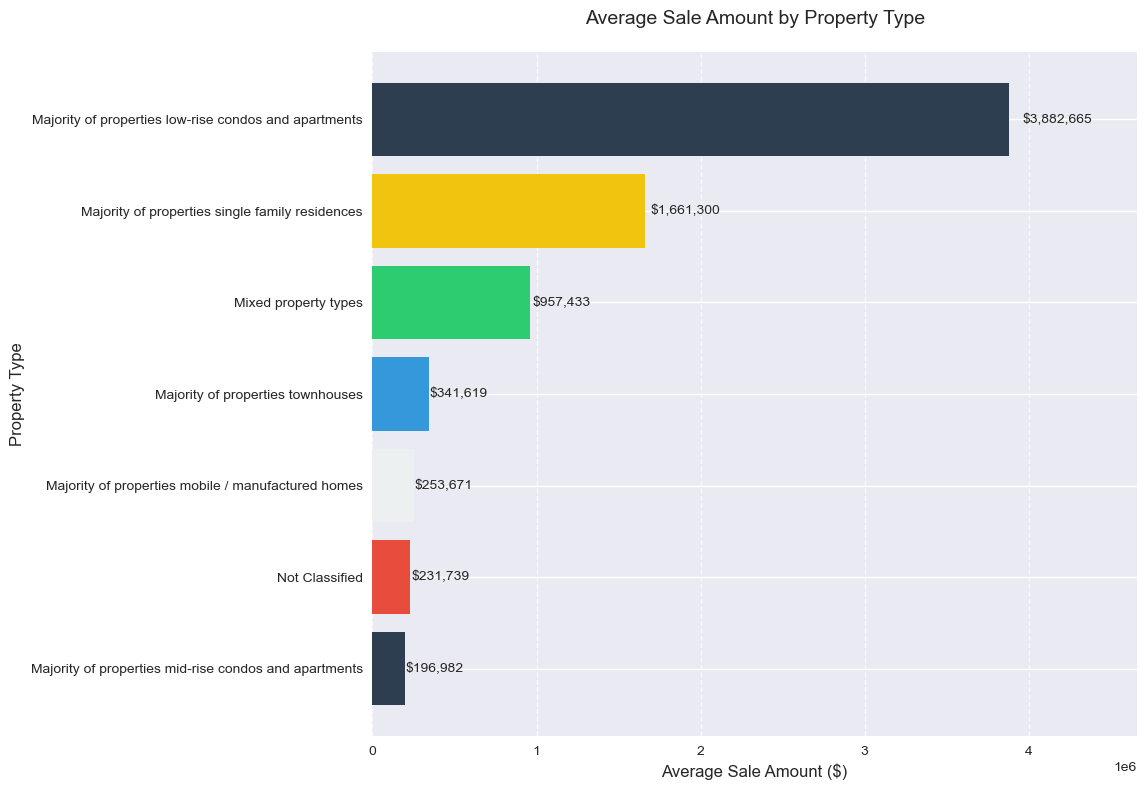 Average Sale Amount by Property Type
Majority of properties low-rise condos and apartments
$3,882,665
Majority of properties single family residences
$1,661,300
Mixed property types
$957,433
Majority of properties townhouses
$341,619
Majority of properties mobile / manufactured homes
$253,671
Not Classified
$231,739
Majority of properties mid-rise condos and apartments
$196,982
Property Type
0 1 2 3 4
1e6
Average Sale Amount ($)